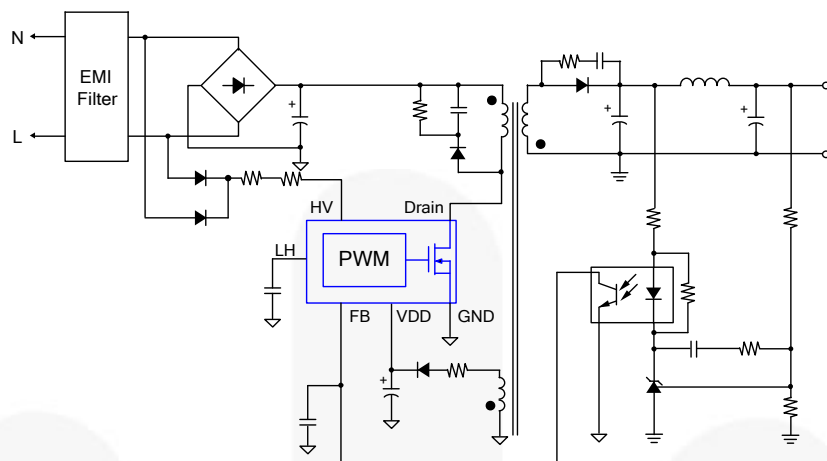 N
EMI
Filter
L
HV
Drain
LH
PWM
FB
VDD
GND
+
+
+
+